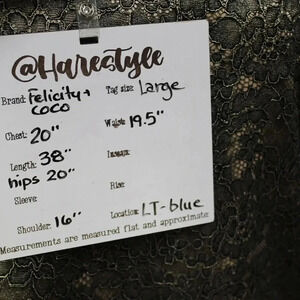 @Harestyle
Brand: Felicity + Coco
Tag size: Large
Chest: 20"
Waist: 19.5"
Length: 38"
Inseam:
hips 20"
Rise:
Sleeve:
Shoulder: 16"
Location: LT-blue
Measurements are measured flat and approximate